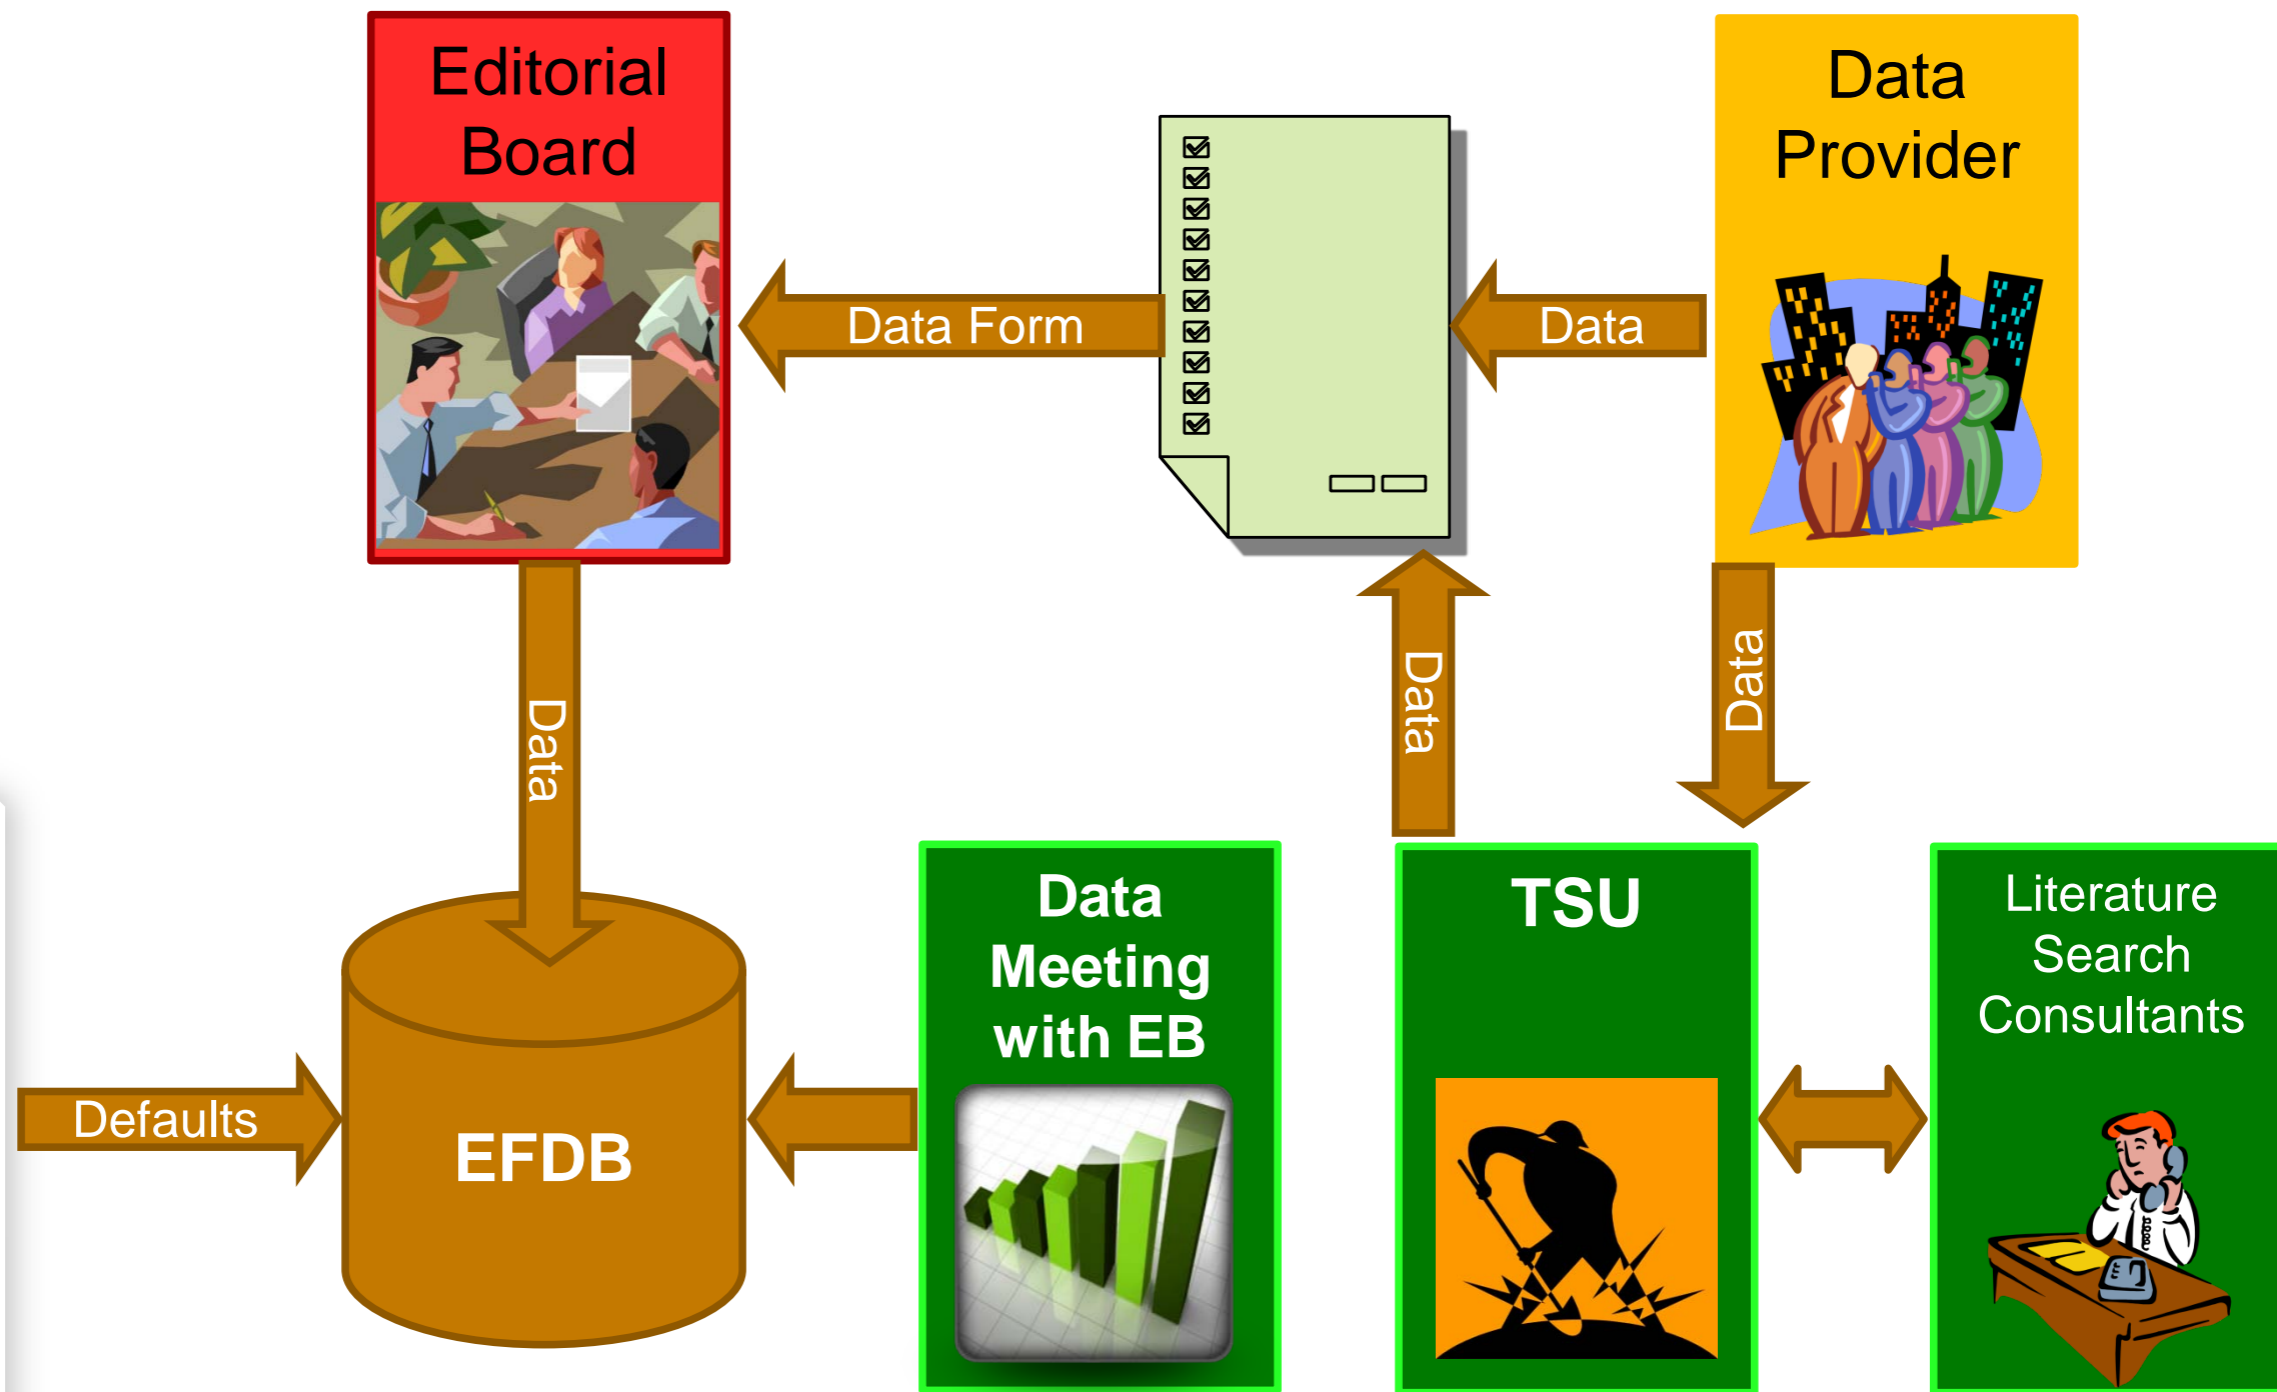 Editorial
Board
Data
Provider
Data Form
Data
Data
Data
Data
Data
Meeting
with EB
TSU
Literature
Search
Consultants
Defaults
EFDB